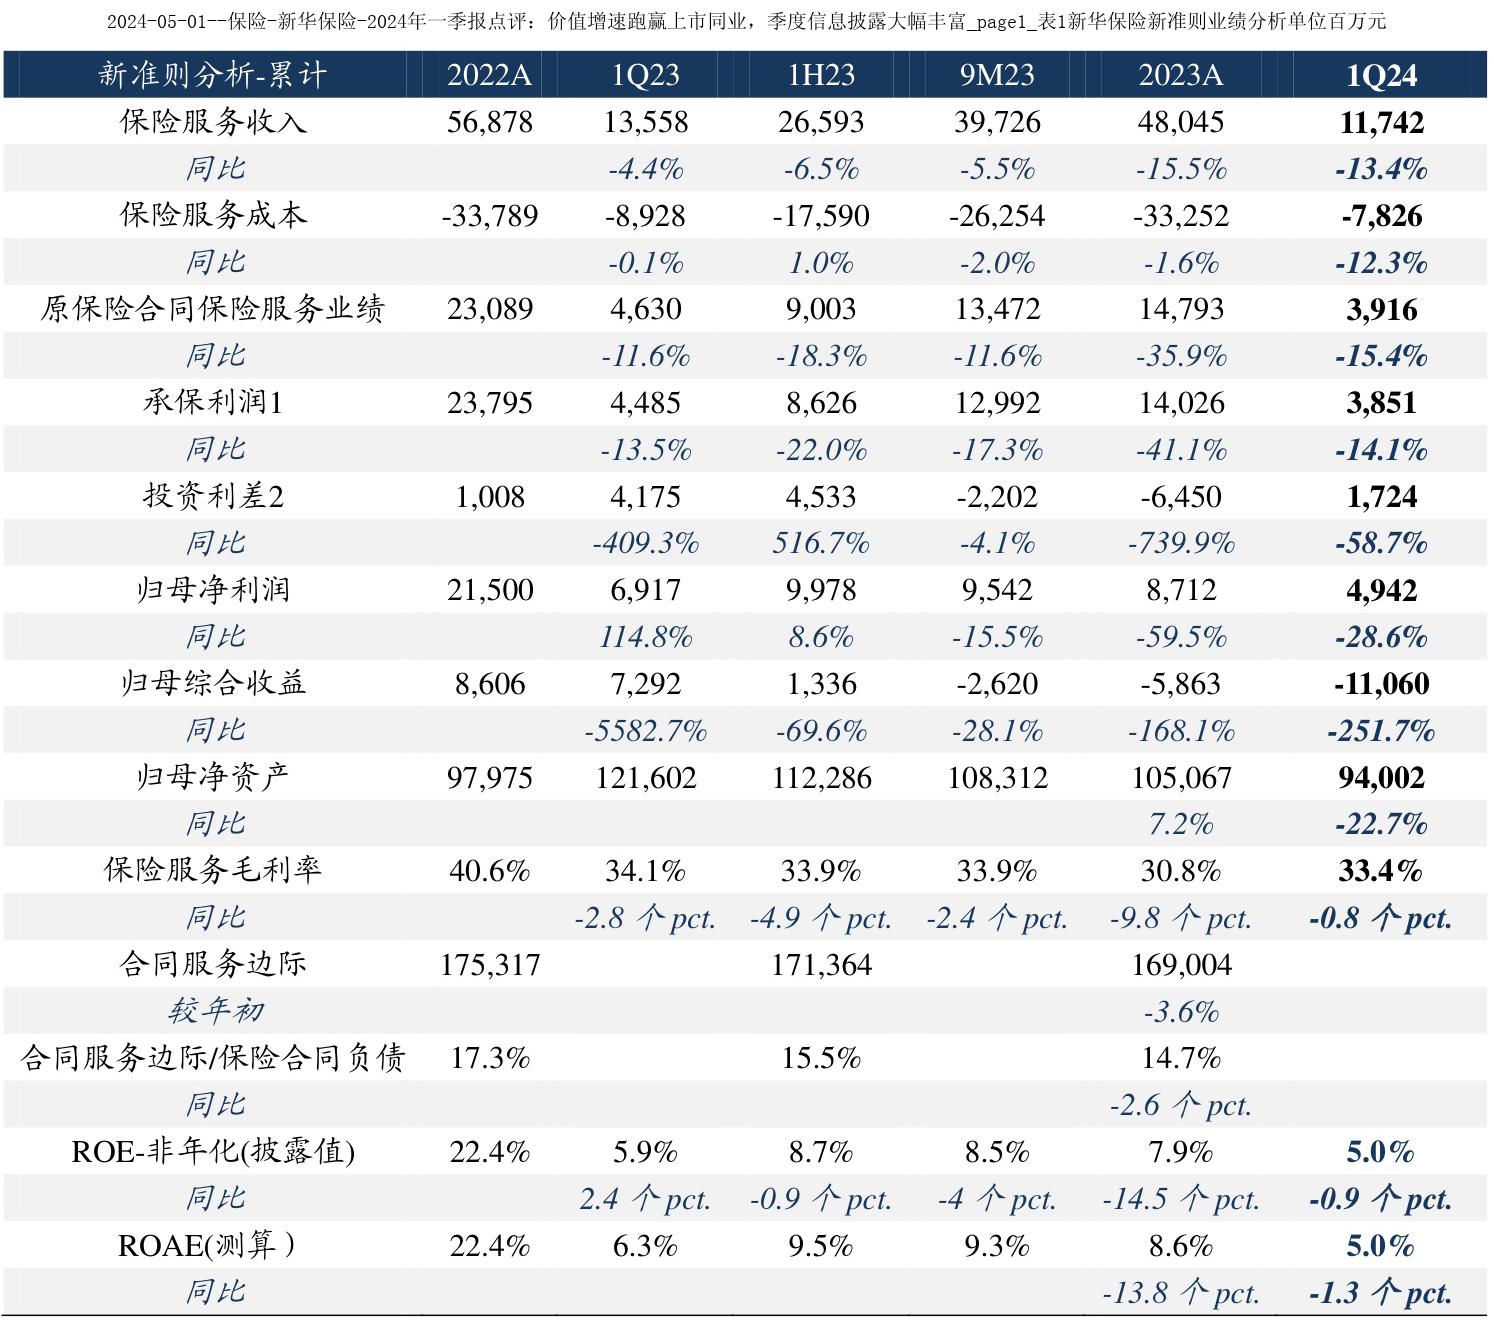 2024-05-01--保险-新华保险-2024年一季报点评：价值增速跑赢上市同业，季度信息披露大幅丰富_page1_表1新华保险新准则业绩分析单位百万元
新准则分析-累计 2022A 1Q23 1H23 9M23 2023A 1Q24
保险服务收入 56,878 13,558 26,593 39,726 48,045 11,742
同比 -4.4% -6.5% -5.5% -15.5% -13.4%
保险服务成本 -33,789 -8,928 -17,590 -26,254 -33,252 -7,826
同比 -0.1% 1.0% -2.0% -1.6% -12.3%
原保险合同保险服务业绩 23,089 4,630 9,003 13,472 14,793 3,916
同比 -11.6% -18.3% -11.6% -35.9% -15.4%
承保利润1 23,795 4,485 8,626 12,992 14,026 3,851
同比 -13.5% -22.0% -17.3% -41.1% -14.1%
投资利差2 1,008 4,175 4,533 -2,202 -6,450 1,724
同比 -409.3% 516.7% -4.1% -739.9% -58.7%
归母净利润 21,500 6,917 9,978 9,542 8,712 4,942
同比 114.8% 8.6% -15.5% -59.5% -28.6%
归母综合收益 8,606 7,292 1,336 -2,620 -5,863 -11,060
同比 -5582.7% -69.6% -28.1% -168.1% -251.7%
归母净资产 97,975 121,602 112,286 108,312 105,067 94,002
同比 7.2% -22.7%
保险服务毛利率 40.6% 34.1% 33.9% 33.9% 30.8% 33.4%
同比 -2.8 个 pct. -4.9 个 pct. -2.4 个 pct. -9.8 个 pct. -0.8 个 pct.
合同服务边际 175,317 171,364 169,004
较年初 -3.6%
合同服务边际/保险合同负债 17.3% 15.5% 14.7%
同比 -2.6 个 pct.
ROE-非年化(披露值) 22.4% 5.9% 8.7% 8.5% 7.9% 5.0%
同比 2.4 个 pct. -0.9 个 pct. -4 个 pct. -14.5 个 pct. -0.9 个 pct.
ROAE(测算） 22.4% 6.3% 9.5% 9.3% 8.6% 5.0%
同比 -13.8 个 pct. -1.3 个 pct.